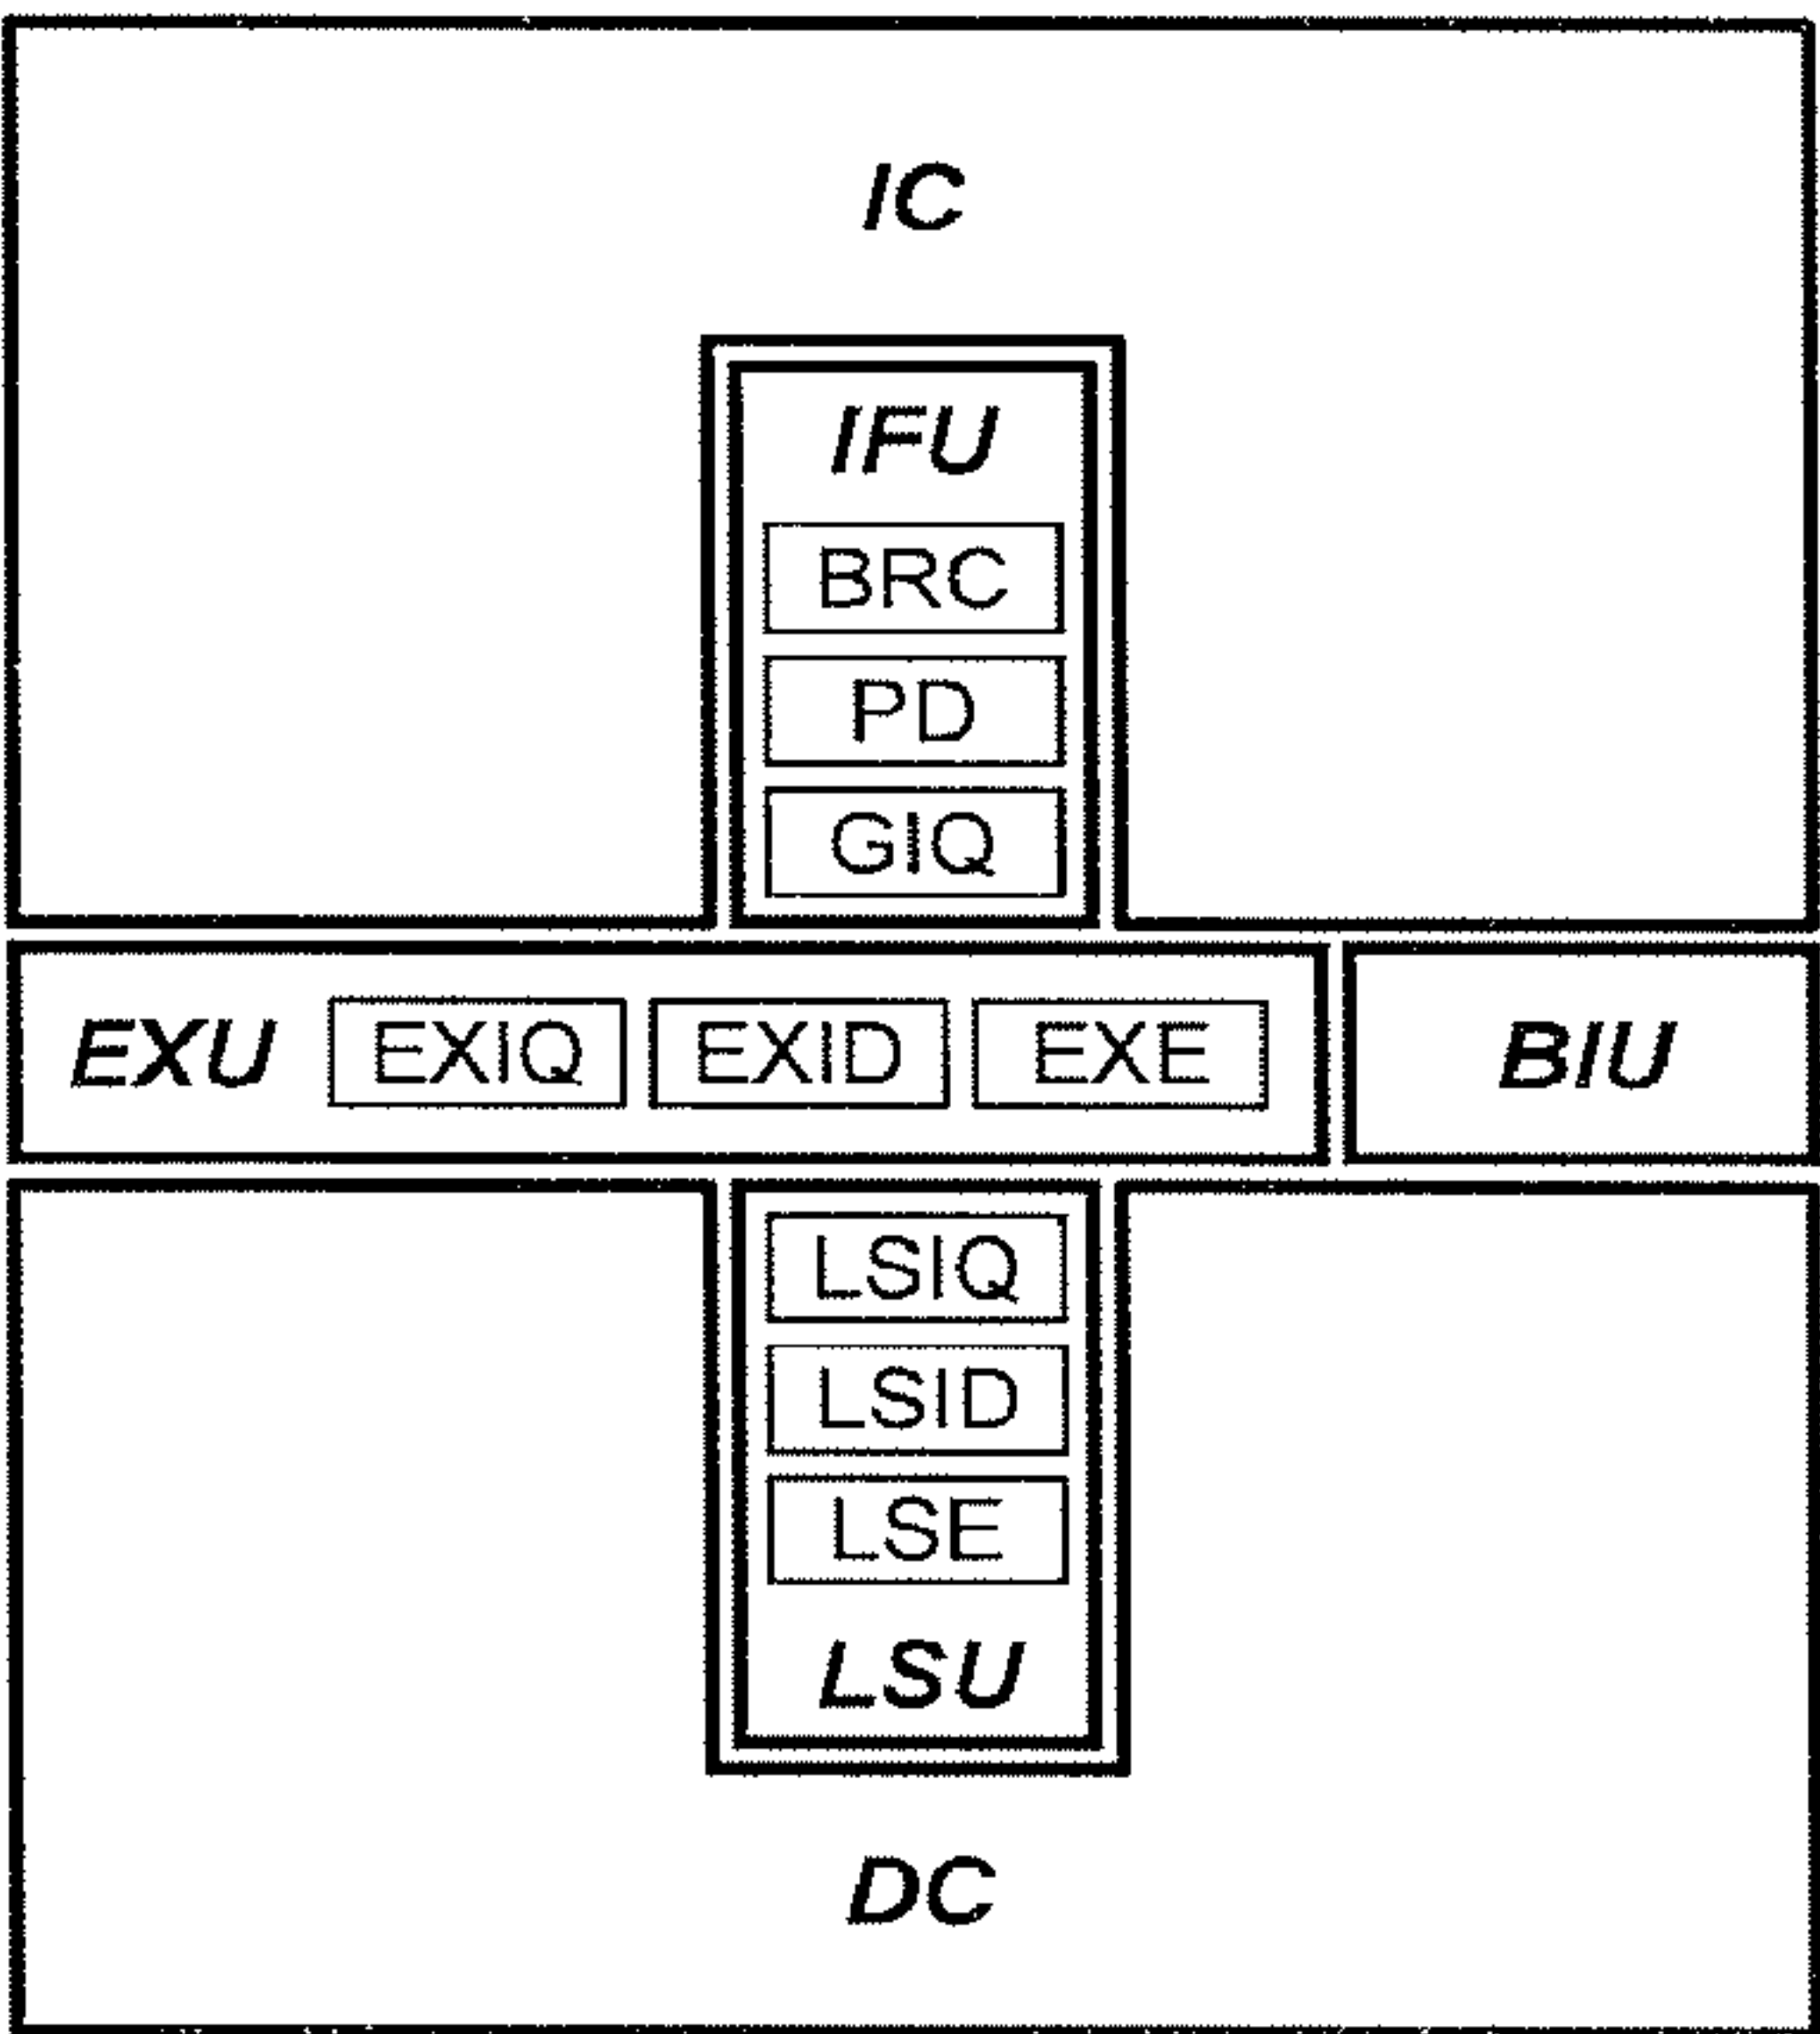 IC
IFU
BRC
PD
GIQ
EXU EXIQ EXID EXE BIU
LSIQ
LSID
LSE
LSU
DC